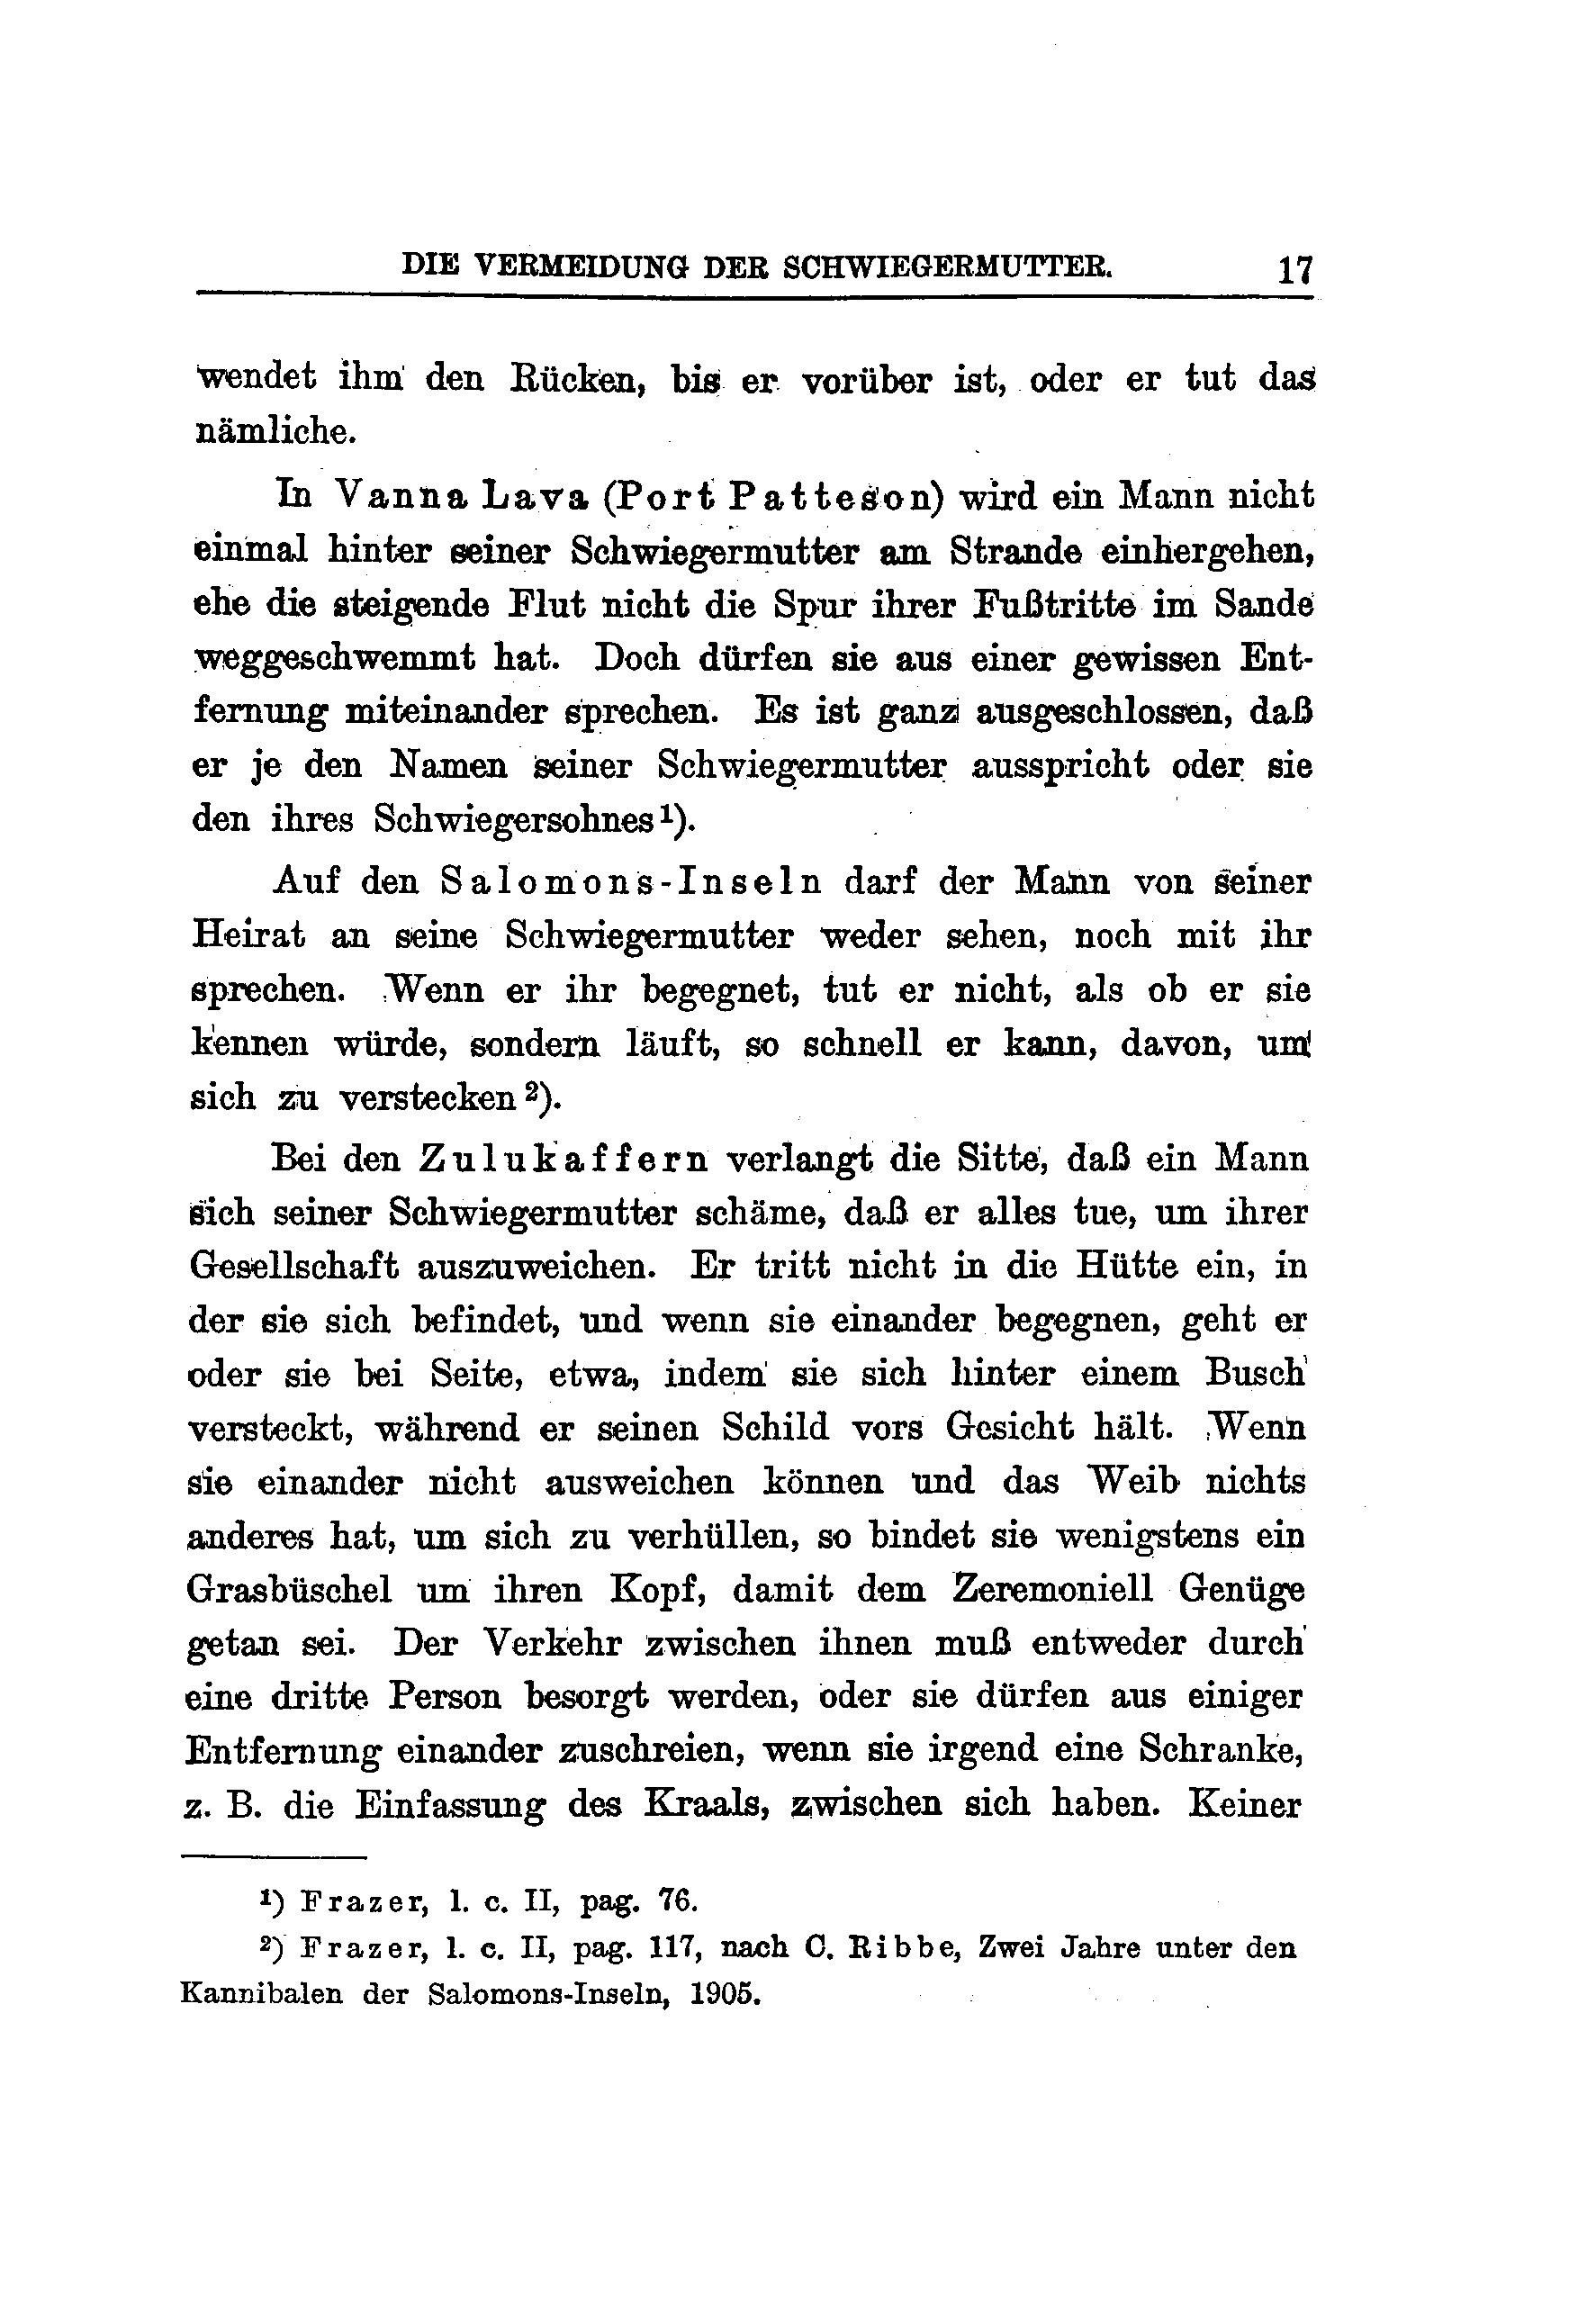 DIE VERMEIDUNG DER SCHWIEGERMUTTER. 17
wendet ihm den Rücken, bis er vorüber ist, oder er tut das
nämliche.
In Vanna Lava (Port Patteson) wird ein Mann nicht
einmal hinter seiner Schwiegermutter am Strande einhergehen,
ehe die steigende Flut nicht die Spur ihrer Fußtritte im Sande
weggeschwemmt hat. Doch dürfen sie aus einer gewissen Ent-
fernung miteinander sprechen. Es ist ganz ausgeschlossen, daß
er je den Namen seiner Schwiegermutter ausspricht oder sie
den ihres Schwiegersohnes¹).
Auf den Salomons-Inseln darf der Mann von seiner
Heirat an seine Schwiegermutter weder sehen, noch mit ihr
sprechen. Wenn er ihr begegnet, tut er nicht, als ob er sie
kennen würde, sondern läuft, so schnell er kann, davon, um
sich zu verstecken²).
Bei den Zulukaffern verlangt die Sitte, daß ein Mann
sich seiner Schwiegermutter schäme, daß er alles tue, um ihrer
Gesellschaft auszuweichen. Er tritt nicht in die Hütte ein, in
der sie sich befindet, und wenn sie einander begegnen, geht er
oder sie bei Seite, etwa, indem sie sich hinter einem Busch
versteckt, während er seinen Schild vors Gesicht hält. Wenn
sie einander nicht ausweichen können und das Weib nichts
anderes hat, um sich zu verhüllen, so bindet sie wenigstens ein
Grasbüschel um ihren Kopf, damit dem Zeremoniell Genüge
getan sei. Der Verkehr zwischen ihnen muß entweder durch
eine dritte Person besorgt werden, oder sie dürfen aus einiger
Entfernung einander zuschreien, wenn sie irgend eine Schranke,
z. B. die Einfassung des Kraals, zwischen sich haben. Keiner
¹) Frazer, l. c. II, pag. 76.
²) Frazer, l. c. II, pag. 117, nach C. Ribbe, Zwei Jahre unter den
Kannibalen der Salomons-Inseln, 1905.